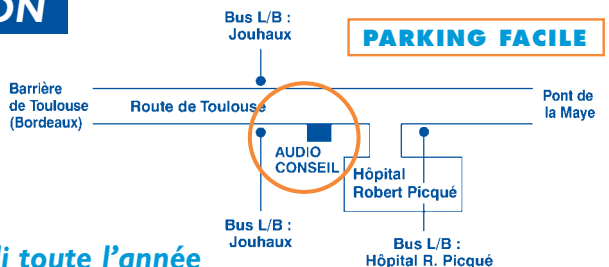 ON
Bus L/B :
Jouhaux
PARKING FACILE
Barrière
de Toulouse
(Bordeaux)
Route de Toulouse
Pont de
la Maye
AUDIO
CONSEIL
Hôpital
Robert Picqué
Bus L/B :
Jouhaux
Bus L/B :
Hôpital R. Picqué
i toute l'année